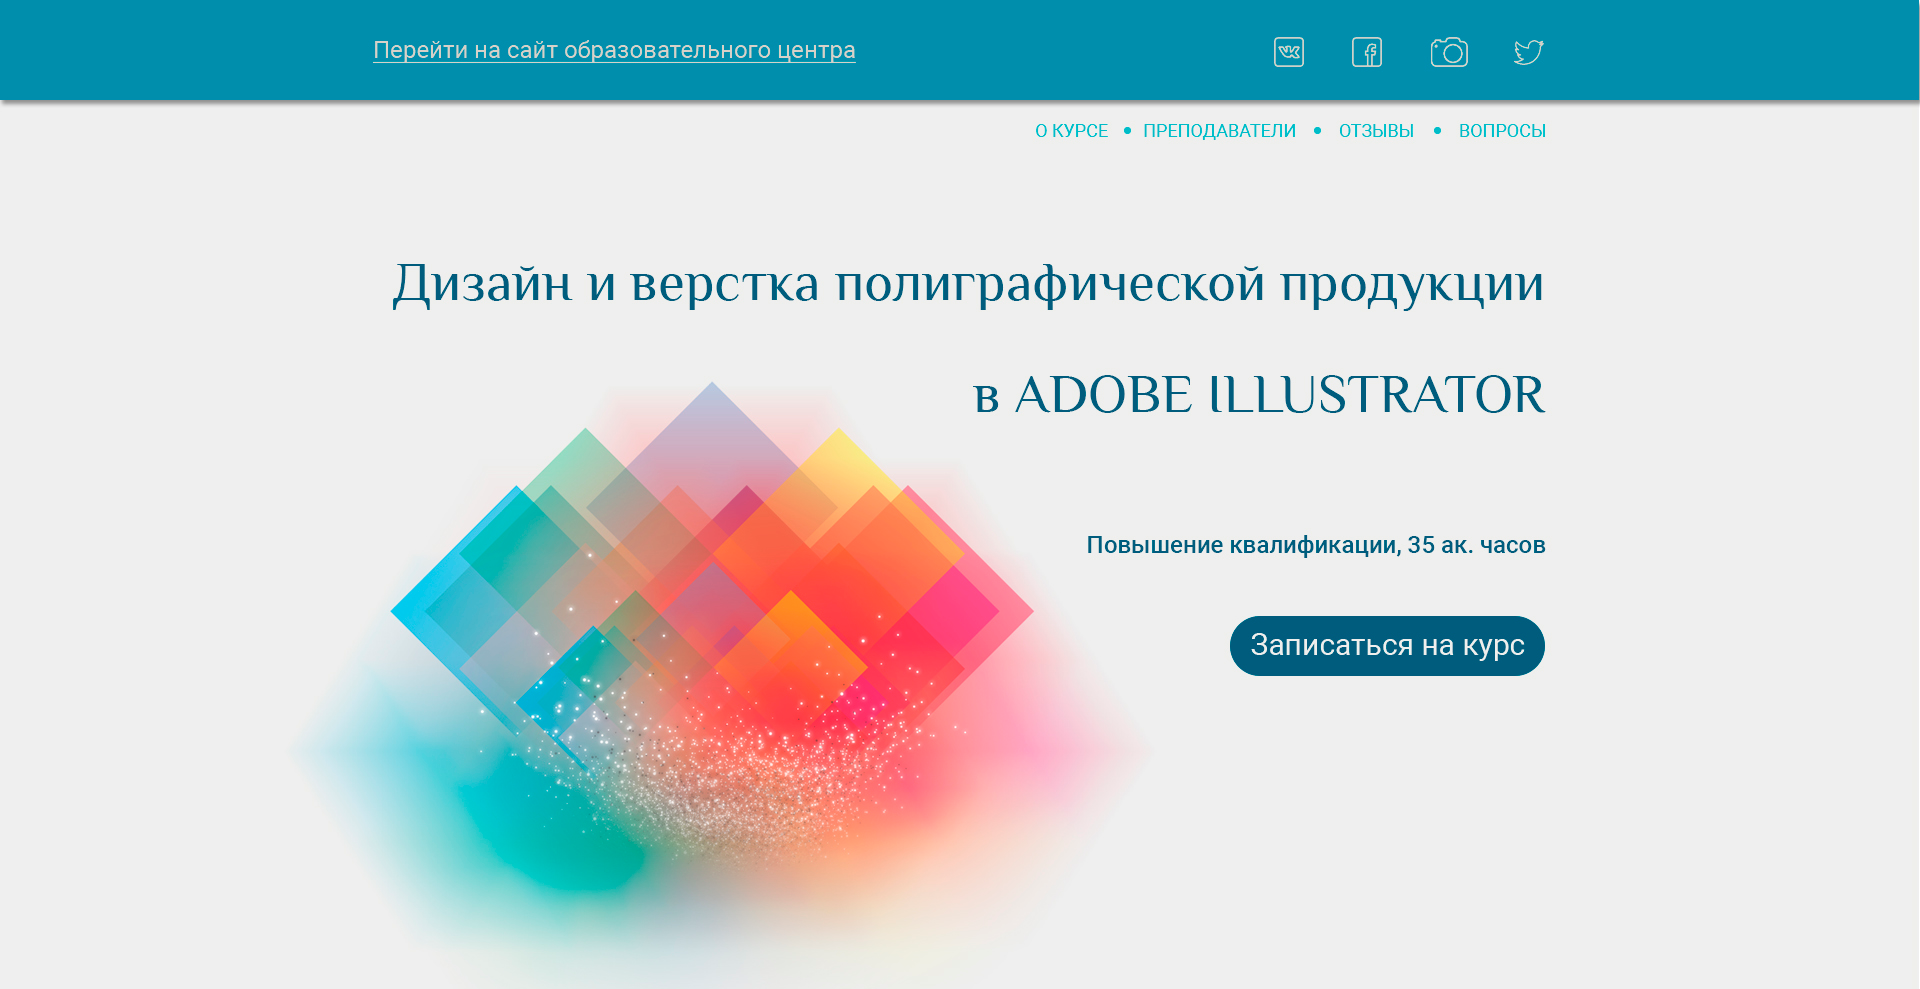 Перейти на сайт образовательного центра
О КУРСЕ • ПРЕПОДАВАТЕЛИ • ОТЗЫВЫ • ВОПРОСЫ
Дизайн и верстка полиграфической продукции
в ADOBE ILLUSTRATOR
Повышение квалификации, 35 ак. часов
Записаться на курс